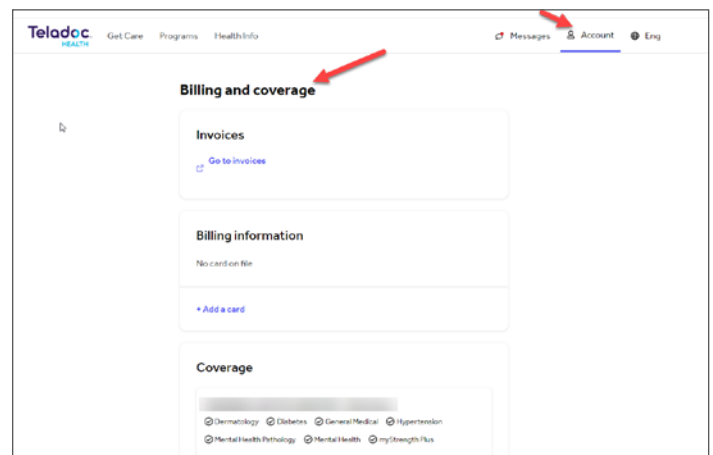 Teladoc. Get Care Programs Health Info Messages Account Eng
HEALTH
Billing and coverage
Invoices
Go to invoices
Billing information
No card on file
+ Add a card
Coverage
Dermatology Diabetes General Medical Hypertension
Mental Health Pathology Mental Health myStrength Plus